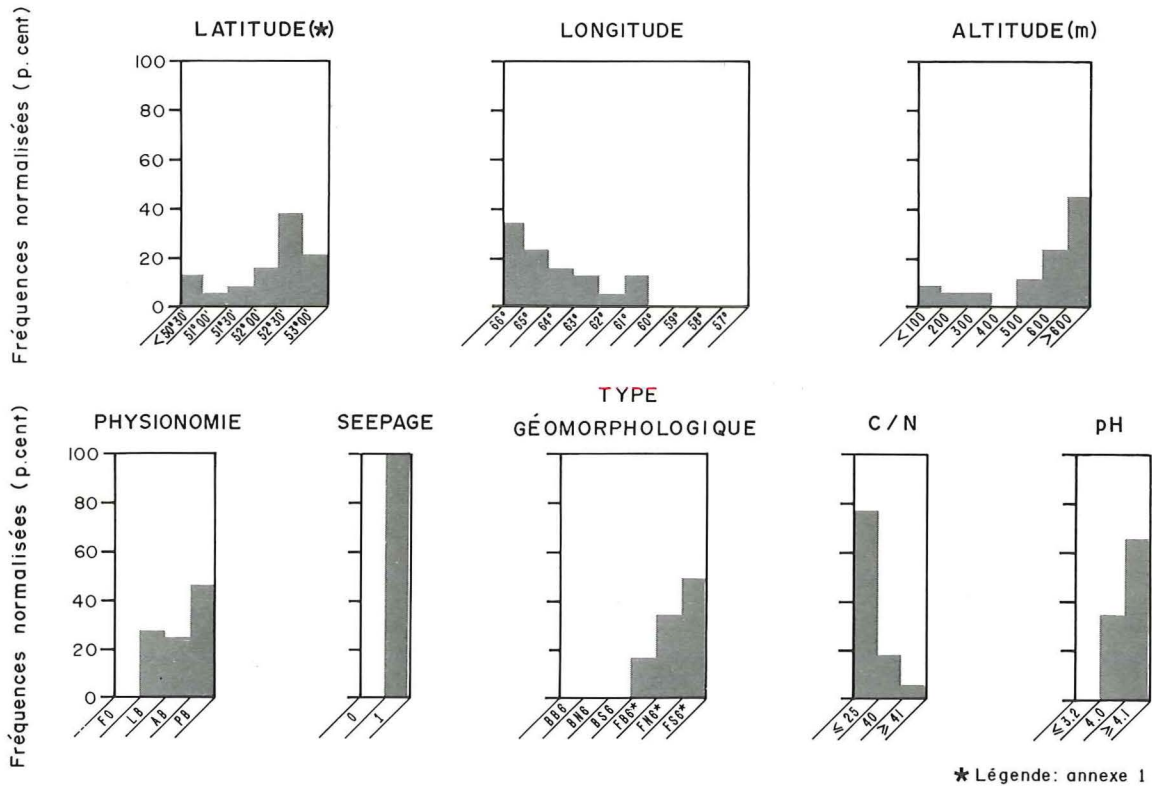 LATITUDE(★) LONGITUDE ALTITUDE(m)
Fréquences normalisées (p. cent)
100
80
60
40
20
0
<50°30' 51°00' 51°30' 52°00' 52°30' 53°00'
66° 65° 64° 63° 62° 61° 60° 59° 58° 57°
<100 200 300 400 500 600 >600
PHYSIONOMIE SEEPAGE TYPE GÉOMORPHOLOGIQUE C/N pH
Fréquences normalisées (p.cent)
100
80
60
40
20
0
FO LB AB PB
0 1
BB6 BN6 BS6 FB6* FN6* FS6*
≤25 40 ≥41
≤3.2 4.0 ≥4.1
★ Légende: annexe 1